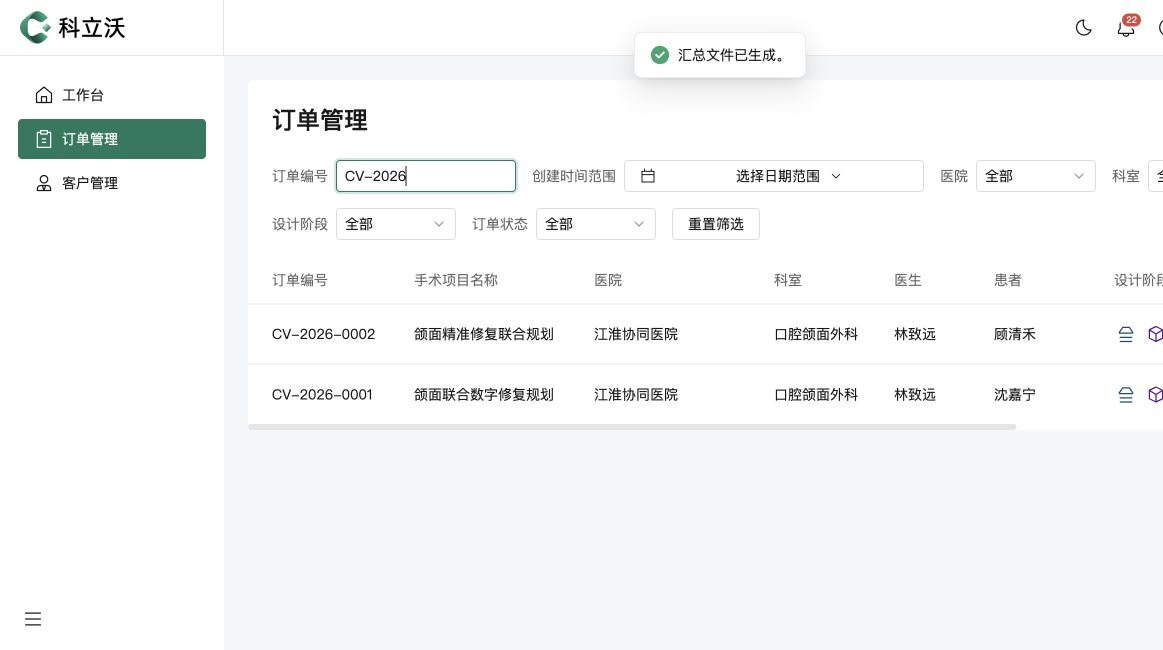 科立沃
22
汇总文件已生成。
工作台
订单管理
客户管理
订单管理
订单编号 CV-2026 创建时间范围 选择日期范围 医院 全部 科室
设计阶段 全部 订单状态 全部 重置筛选
订单编号 手术项目名称 医院 科室 医生 患者 设计阶段
CV-2026-0002 颌面精准修复联合规划 江淮协同医院 口腔颌面外科 林致远 顾清禾
CV-2026-0001 颌面联合数字修复规划 江淮协同医院 口腔颌面外科 林致远 沈嘉宁